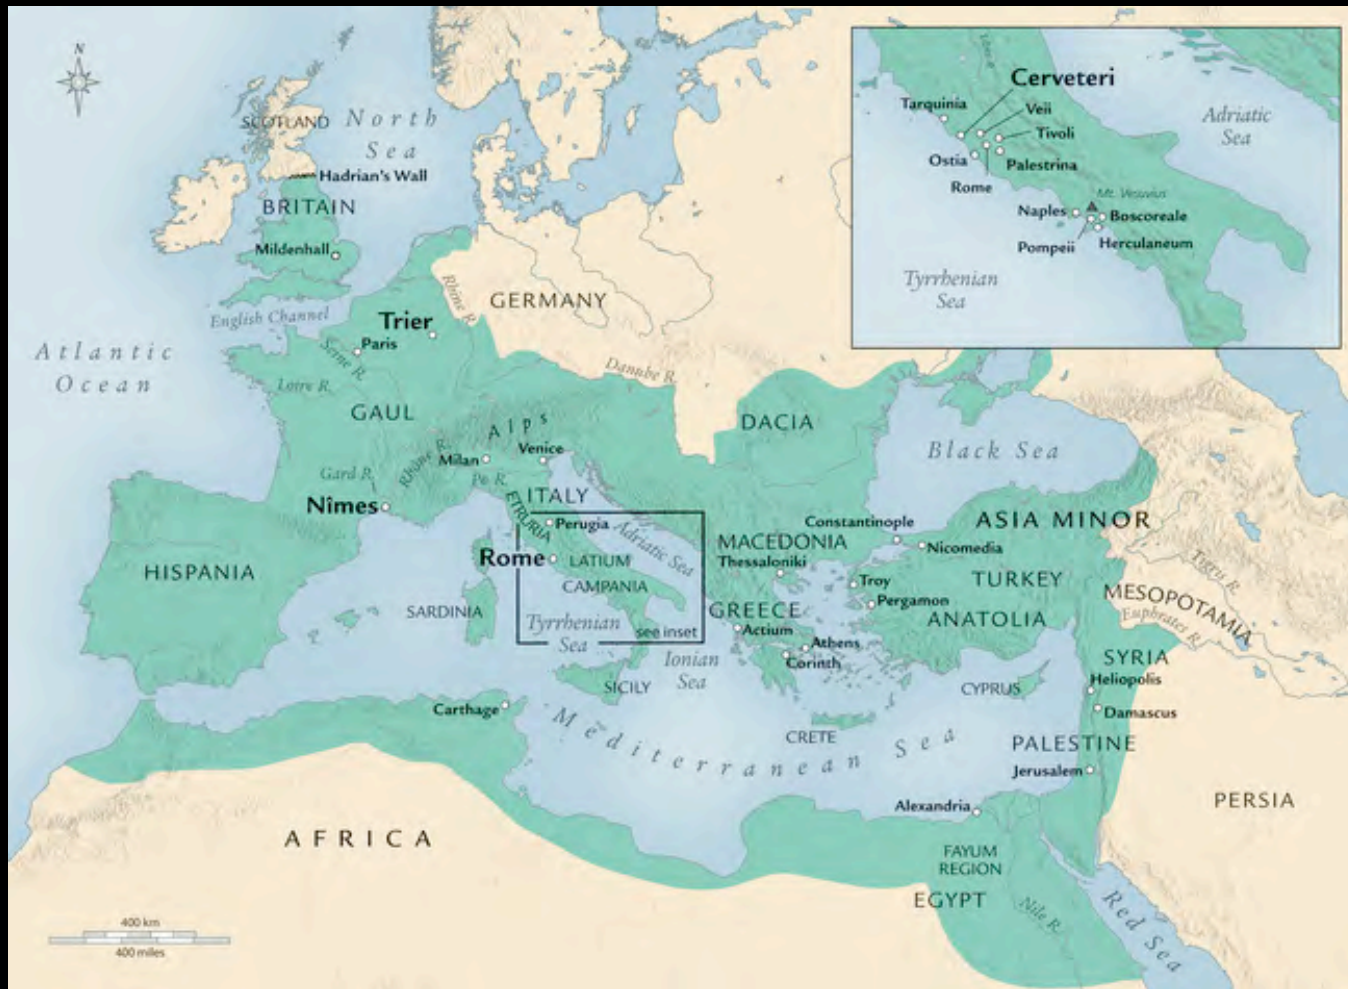 N
SCOTLAND
North
Sea
Hadrian's Wall
BRITAIN
Mildenhall
English Channel
Atlantic
Ocean
Rhine R.
GERMANY
Trier
Paris
Seine R.
Loire R.
Danube R.
GAUL
Alps
DACIA
Rhône R.
Milan
Venice
Gard R.
Po R.
Nîmes
ITALY
ETRURIA
Perugia
Adriatic Sea
Rome
LATIUM
CAMPANIA
HISPANIA
SARDINIA
Tyrrhenian
Sea
see inset
Ionian
Sea
SICILY
Carthage
Mediterranean Sea
Black Sea
Constantinople
ASIA MINOR
MACEDONIA
Nicomedia
Thessaloniki
Troy
TURKEY
Pergamon
GREECE
ANATOLIA
Actium
Athens
Corinth
Tigris R.
MESOPOTAMIA
Euphrates R.
SYRIA
Heliopolis
CYPRUS
Damascus
CRETE
PALESTINE
Jerusalem
Alexandria
PERSIA
AFRICA
FAYUM
REGION
EGYPT
Nile R.
Red Sea
400 km
400 miles
Cerveteri
Tarquinia
Veii
Tivoli
Adriatic
Sea
Ostia
Palestrina
Rome
Mt. Vesuvius
Naples
Boscoreale
Pompeii
Herculaneum
Tyrrhenian
Sea